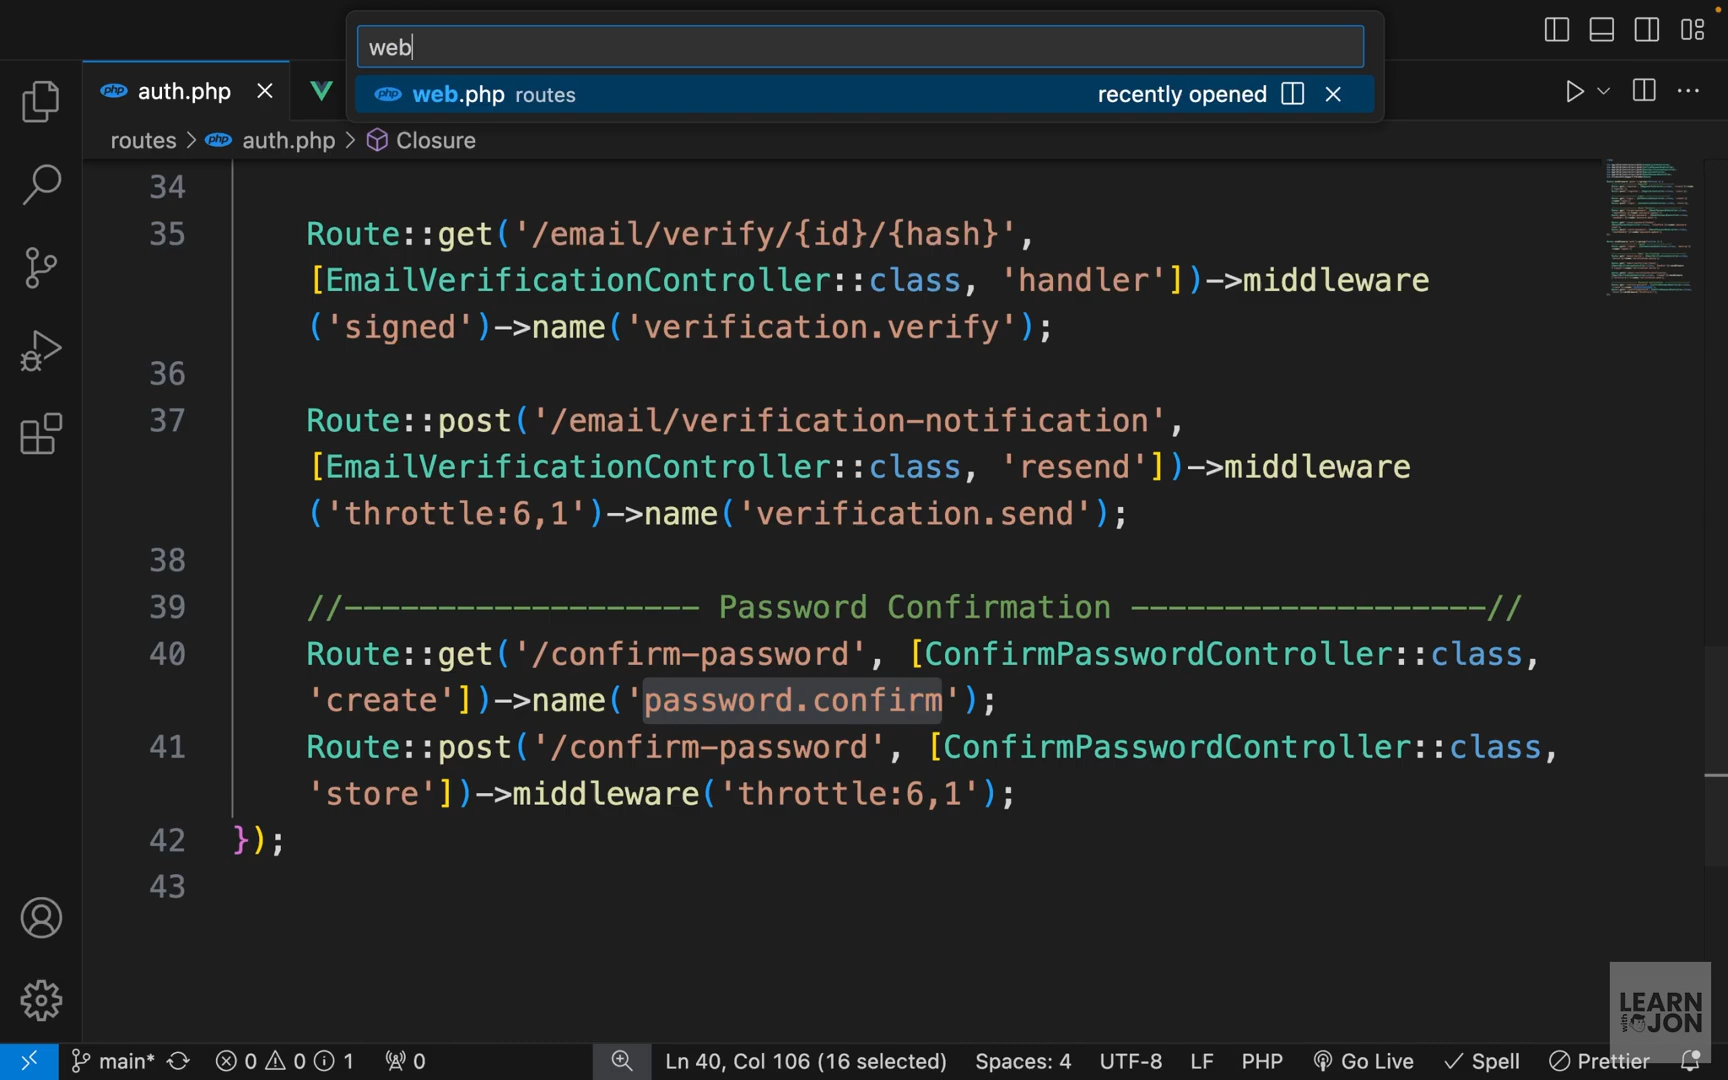 web
web.php routes recently opened
auth.php
routes > auth.php > Closure
34
35 Route::get('/email/verify/{id}/{hash}',
[EmailVerificationController::class, 'handler'])->middleware
('signed')->name('verification.verify');
36
37 Route::post('/email/verification-notification',
[EmailVerificationController::class, 'resend'])->middleware
('throttle:6,1')->name('verification.send');
38
39 //------------------- Password Confirmation -------------------//
40 Route::get('/confirm-password', [ConfirmPasswordController::class,
'create'])->name('password.confirm');
41 Route::post('/confirm-password', [ConfirmPasswordController::class,
'store'])->middleware('throttle:6,1');
42 });
43
LEARN
with JON
main* 0 0 1 0 Ln 40, Col 106 (16 selected) Spaces: 4 UTF-8 LF PHP Go Live Spell Prettier